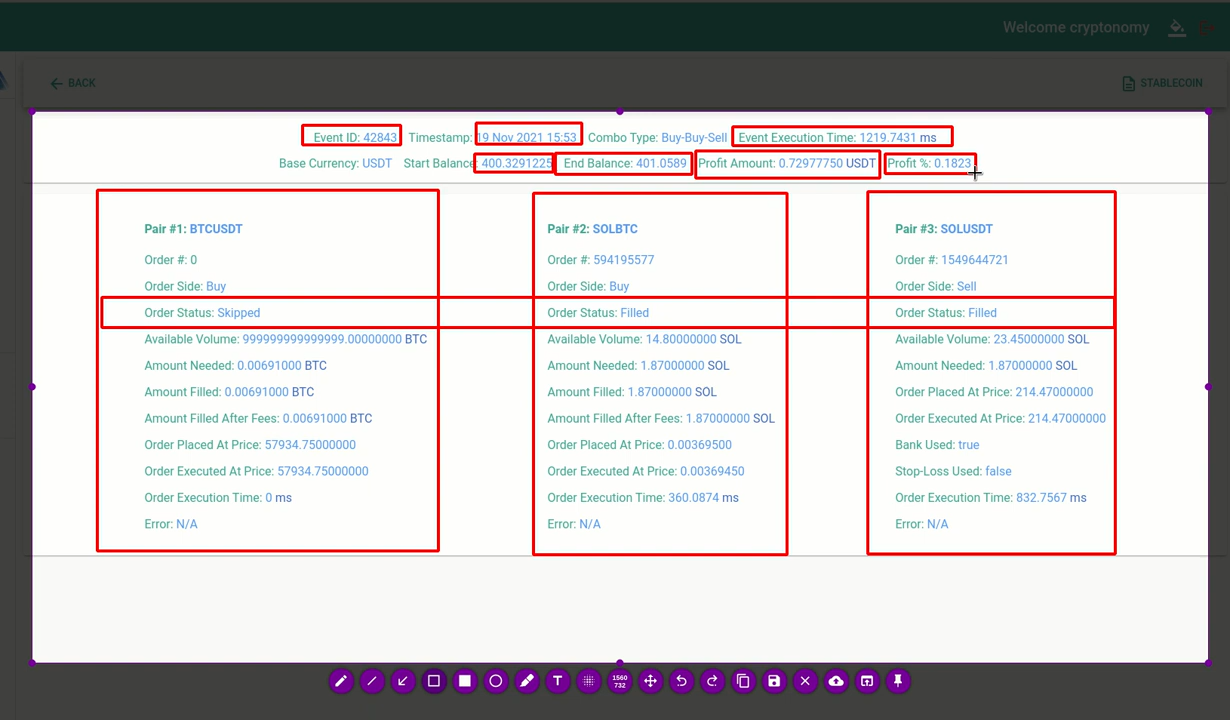 Welcome cryptonomy
BACK
STABLECOIN
Event ID: 42843 Timestamp: 19 Nov 2021 15:53 Combo Type: Buy-Buy-Sell Event Execution Time: 1219.7431 ms
Base Currency: USDT Start Balance: 400.3291225 End Balance: 401.0589 Profit Amount: 0.72977750 USDT Profit %: 0.1823
Pair #1: BTCUSDT
Order #: 0
Order Side: Buy
Order Status: Skipped
Available Volume: 999999999999999.00000000 BTC
Amount Needed: 0.00691000 BTC
Amount Filled: 0.00691000 BTC
Amount Filled After Fees: 0.00691000 BTC
Order Placed At Price: 57934.75000000
Order Executed At Price: 57934.75000000
Order Execution Time: 0 ms
Error: N/A
Pair #2: SOLBTC
Order #: 594195577
Order Side: Buy
Order Status: Filled
Available Volume: 14.80000000 SOL
Amount Needed: 1.87000000 SOL
Amount Filled: 1.87000000 SOL
Amount Filled After Fees: 1.87000000 SOL
Order Placed At Price: 0.00369500
Order Executed At Price: 0.00369450
Order Execution Time: 360.0874 ms
Error: N/A
Pair #3: SOLUSDT
Order #: 1549644721
Order Side: Sell
Order Status: Filled
Available Volume: 23.45000000 SOL
Amount Needed: 1.87000000 SOL
Order Placed At Price: 214.47000000
Order Executed At Price: 214.47000000
Bank Used: true
Stop-Loss Used: false
Order Execution Time: 832.7567 ms
Error: N/A
T
1560
732